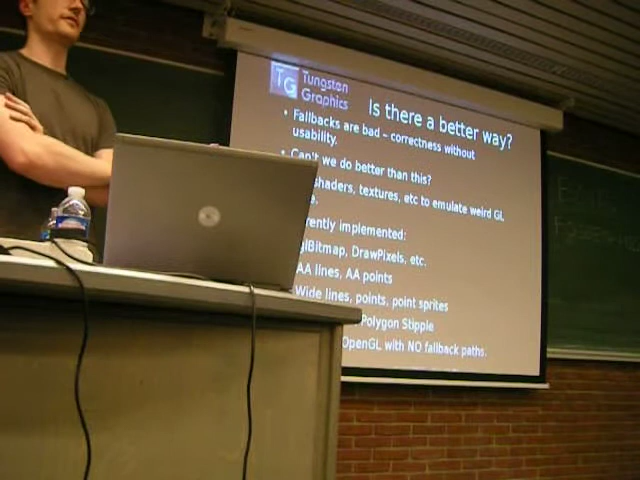 TG Tungsten
Graphics
Is there a better way?
• Fallbacks are bad – correctness without
usability.
• Can't we do better than this?
shaders, textures, etc to emulate weird GL
rently implemented:
glBitmap, DrawPixels, etc.
AA lines, AA points
Wide lines, points, point sprites
Polygon Stipple
OpenGL with NO fallback paths.